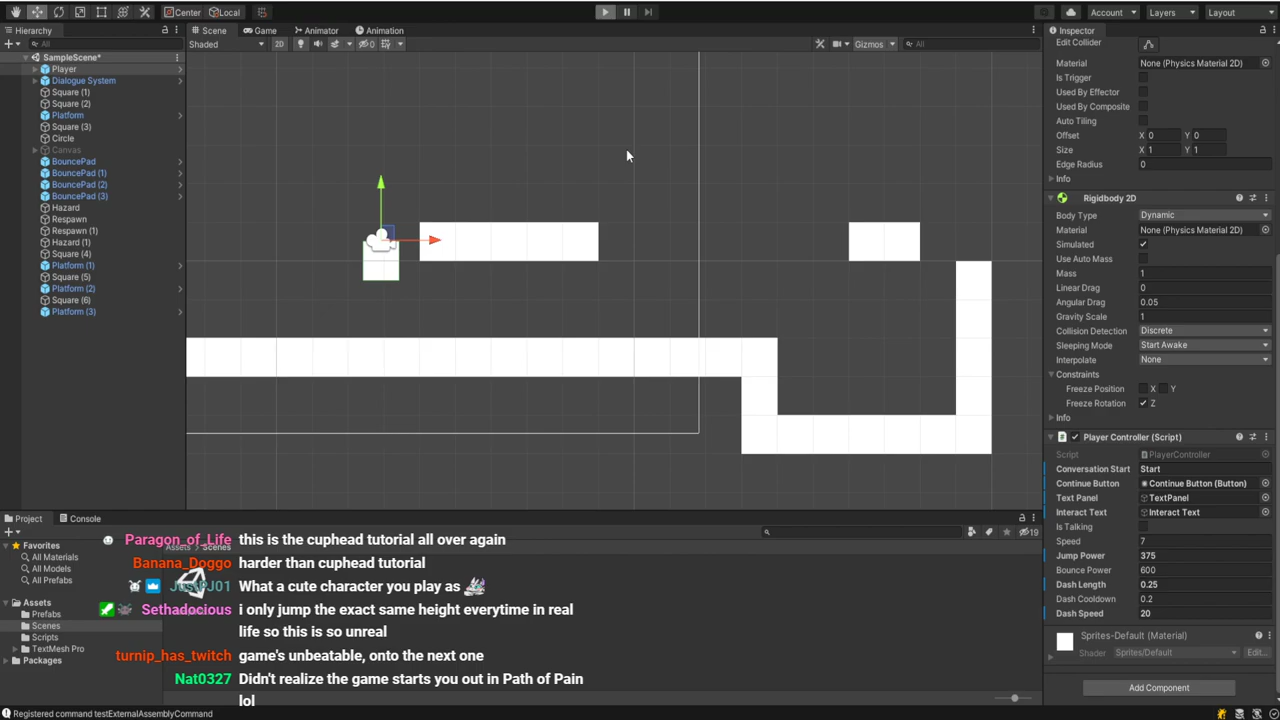 Center
Local
Account
Layers
Layout
Hierarchy
Scene
Game
Animator
Animation
Inspector
All
Shaded
2D
0
Gizmos
All
SampleScene*
Player
Dialogue System
Square (1)
Square (2)
Platform
Square (3)
Circle
Canvas
BouncePad
BouncePad (1)
BouncePad (2)
BouncePad (3)
Hazard
Respawn
Respawn (1)
Hazard (1)
Square (4)
Platform (1)
Square (5)
Platform (2)
Square (6)
Platform (3)
Edit Collider
Material None (Physics Material 2D)
Is Trigger
Used By Effector
Used By Composite
Auto Tiling
Offset X 0 Y 0
Size X 1 Y 1
Edge Radius 0
Info
Rigidbody 2D
Body Type Dynamic
Material None (Physics Material 2D)
Simulated
Use Auto Mass
Mass 1
Linear Drag 0
Angular Drag 0.05
Gravity Scale 1
Collision Detection Discrete
Sleeping Mode Start Awake
Interpolate None
Constraints
Freeze Position X Y
Freeze Rotation Z
Info
Player Controller (Script)
Script PlayerController
Conversation Start Start
Continue Button Continue Button (Button)
Text Panel TextPanel
Interact Text Interact Text
Is Talking
Speed 7
Jump Power 375
Bounce Power 600
Dash Length 0.25
Dash Cooldown 0.2
Dash Speed 20
Sprites-Default (Material)
Shader Sprites/Default Edit...
Add Component
Project
Console
19
Favorites
All Materials
All Models
All Prefabs
Assets
Prefabs
Scenes
Scripts
TextMesh Pro
Packages
Assets Scenes
Paragon_of_Life this is the cuphead tutorial all over again
Banana_Doggo harder than cuphead tutorial
JustPJ01 What a cute character you play as
Sethadocious i only jump the exact same height everytime in real
life so this is so unreal
turnip_has_twitch game's unbeatable, onto the next one
Nat0327 Didn't realize the game starts you out in Path of Pain
lol
Registered command testExternalAssemblyCommand